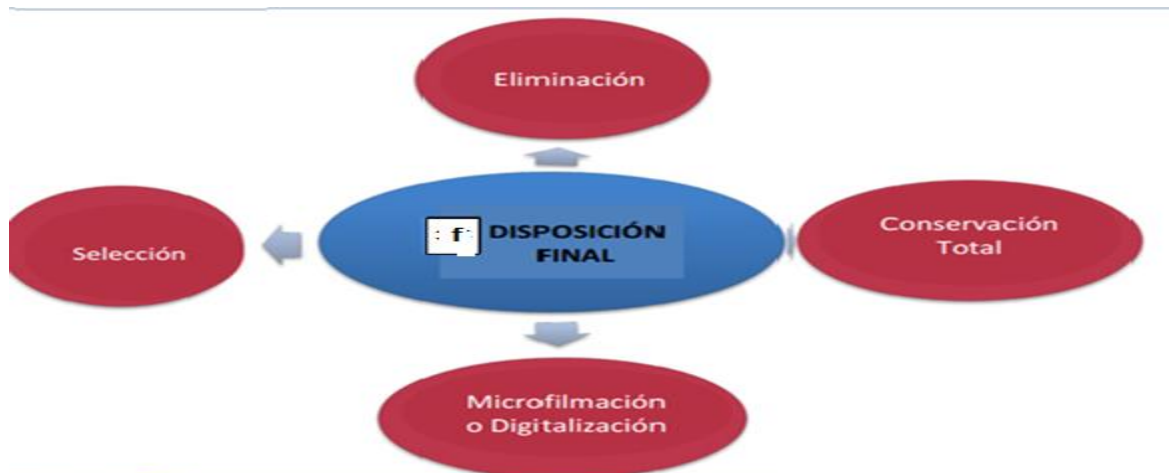 Eliminación
Selección
f DISPOSICIÓN
FINAL
Conservación
Total
Microfilmación
o Digitalización